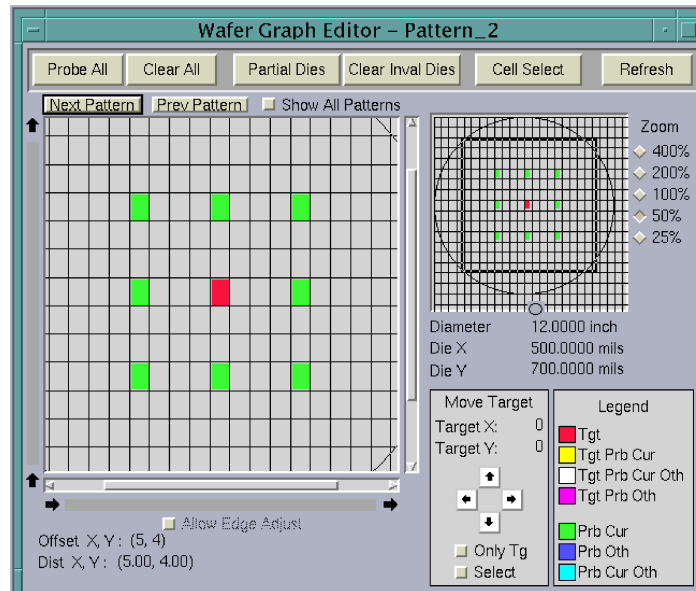 Wafer Graph Editor – Pattern_2
Probe All Clear All Partial Dies Clear Inval Dies Cell Select Refresh
Next Pattern Prev Pattern Show All Patterns
Zoom
400%
200%
100%
50%
25%
Diameter 12.0000 inch
Die X 500.0000 mils
Die Y 700.0000 mils
Move Target
Target X: 0
Target Y: 0
Only Tg
Select
Legend
Tgt
Tgt Prb Cur
Tgt Prb Cur Oth
Tgt Prb Oth
Prb Cur
Prb Oth
Prb Cur Oth
Allow Edge Adjust
Offset X, Y : (5, 4)
Dist X, Y : (5.00, 4.00)